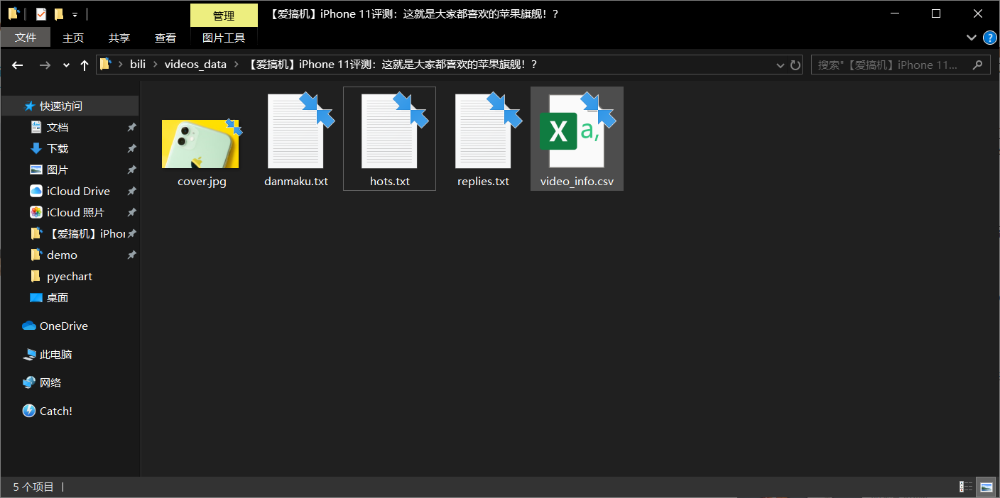 管理
【爱搞机】iPhone 11评测：这就是大家都喜欢的苹果旗舰！？
文件
主页
共享
查看
图片工具
bili
videos_data
【爱搞机】iPhone 11评测：这就是大家都喜欢的苹果旗舰！？
搜索"【爱搞机】iPhone 11...
快速访问
文档
下载
图片
iCloud Drive
iCloud 照片
【爱搞机】iPhor
demo
pyechart
桌面
OneDrive
此电脑
网络
Catch!
X a,
cover.jpg
danmaku.txt
hots.txt
replies.txt
video_info.csv
5 个项目